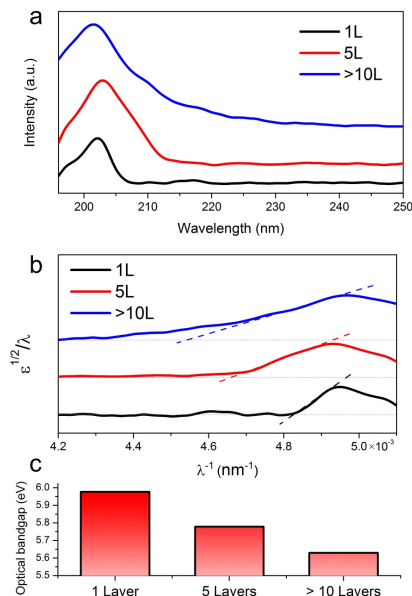 a
1L
5L
>10L
Intensity (a.u.)
200 210 220 230 240 250
Wavelength (nm)
b
1L
5L
>10L
ε1/2/λ
4.2 4.4 4.6 4.8 5.0×10-3
λ-1 (nm-1)
c
Optical bandgap (eV)
6.0
5.9
5.8
5.7
5.6
5.5
1 Layer 5 Layers > 10 Layers